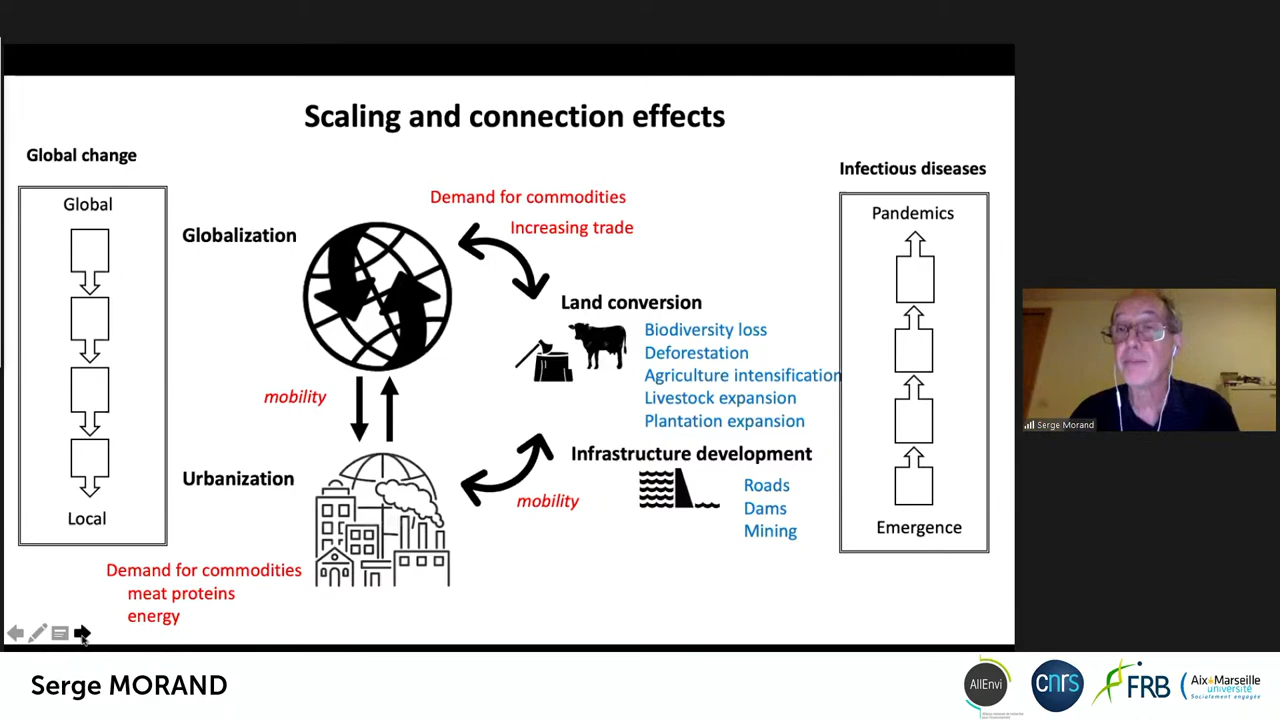 Scaling and connection effects
Global change
Global
Local
Globalization
Demand for commodities
Increasing trade
Land conversion
Biodiversity loss
Deforestation
Agriculture intensification
Livestock expansion
Plantation expansion
mobility
Urbanization
Infrastructure development
mobility
Roads
Dams
Mining
Demand for commodities
meat proteins
energy
Infectious diseases
Pandemics
Emergence
Serge Morand
Serge MORAND
AllEnvi
cnrs
FRB
Aix Marseille
université
Socialement engagée